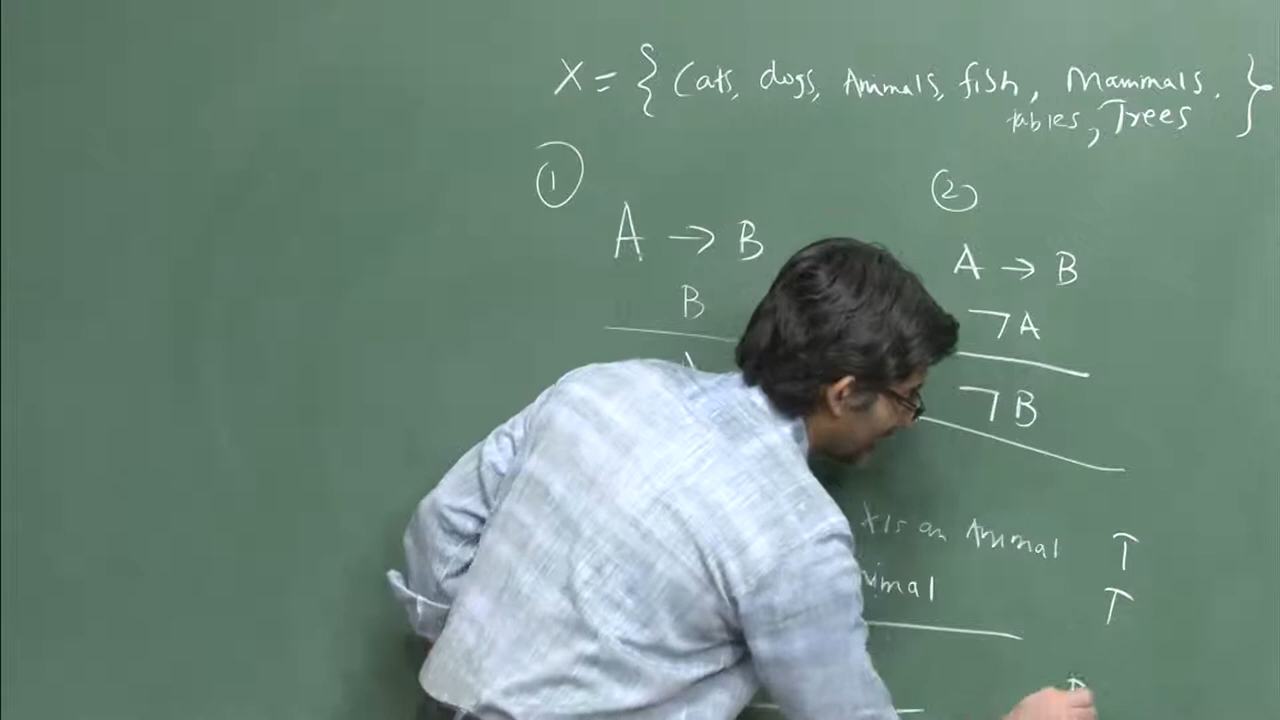 X = { Cats, dogs, Animals, fish, Mammals,
tables, Trees }
①
②
A → B
B
A → B
¬A
¬B
X is an Animal T
T